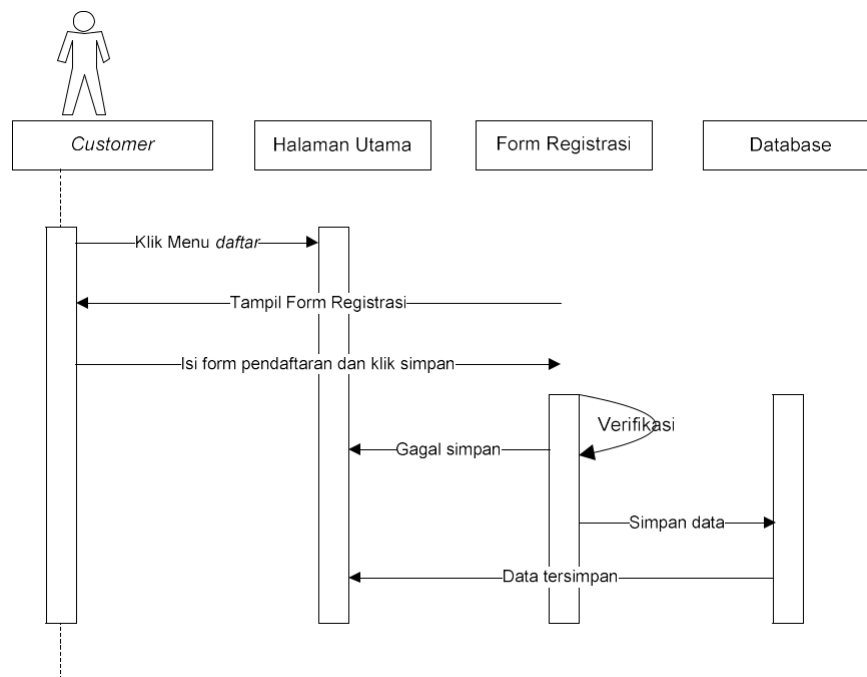 Customer
Halaman Utama
Form Registrasi
Database
Klik Menu daftar
Tampil Form Registrasi
Isi form pendaftaran dan klik simpan
Verifikasi
Gagal simpan
Simpan data
Data tersimpan